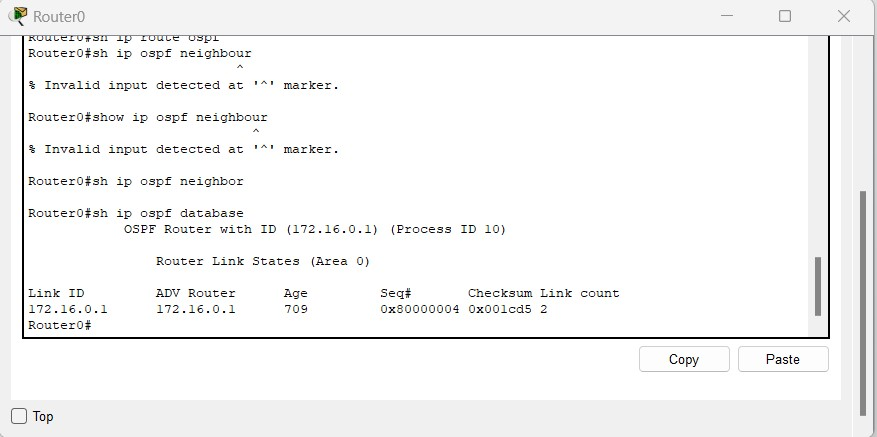 Router0
Router0#sh ip route ospf
Router0#sh ip ospf neighbour
^
% Invalid input detected at '^' marker.
Router0#show ip ospf neighbour
^
% Invalid input detected at '^' marker.
Router0#sh ip ospf neighbor
Router0#sh ip ospf database
OSPF Router with ID (172.16.0.1) (Process ID 10)
Router Link States (Area 0)
Link ID ADV Router Age Seq# Checksum Link count
172.16.0.1 172.16.0.1 709 0x80000004 0x001cd5 2
Router0#
Copy Paste
Top